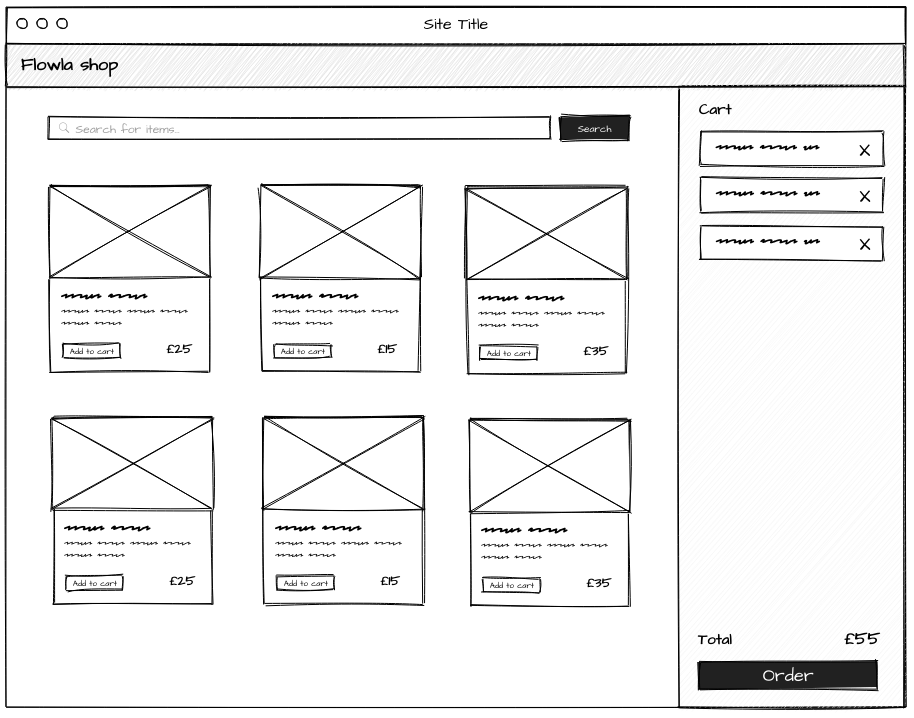 Site Title
Flowla shop
Cart
Search for items...
Search
X
X
X
Add to cart £25
Add to cart £15
Add to cart £35
Add to cart £25
Add to cart £15
Add to cart £35
Total £55
Order